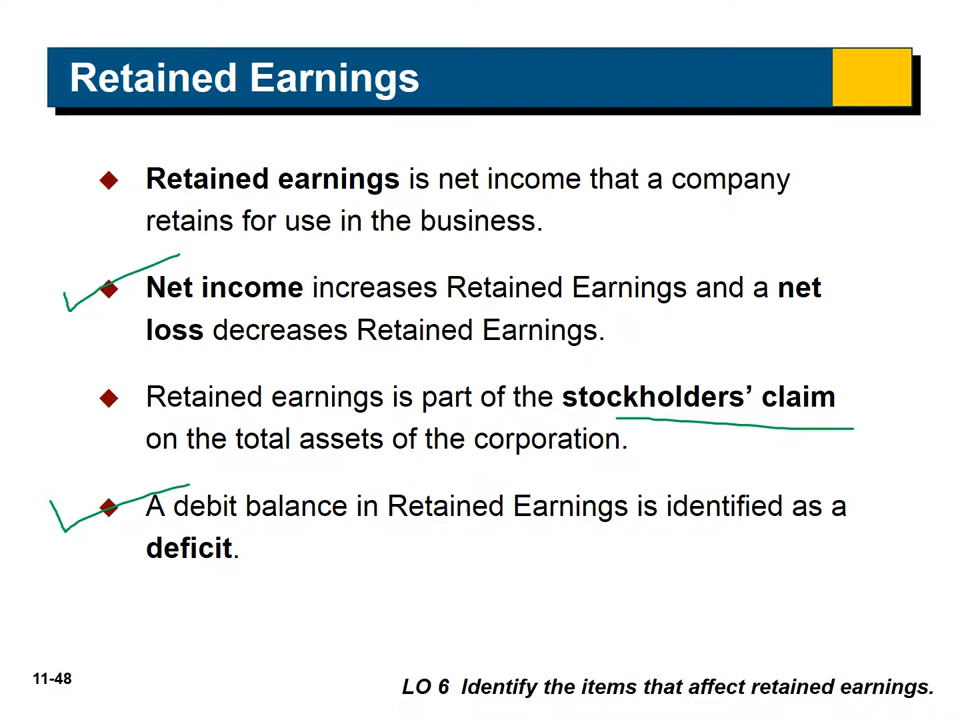 Retained Earnings
Retained earnings is net income that a company
retains for use in the business.
Net income increases Retained Earnings and a net
loss decreases Retained Earnings.
Retained earnings is part of the stockholders’ claim
on the total assets of the corporation.
A debit balance in Retained Earnings is identified as a
deficit.
11-48
LO 6 Identify the items that affect retained earnings.